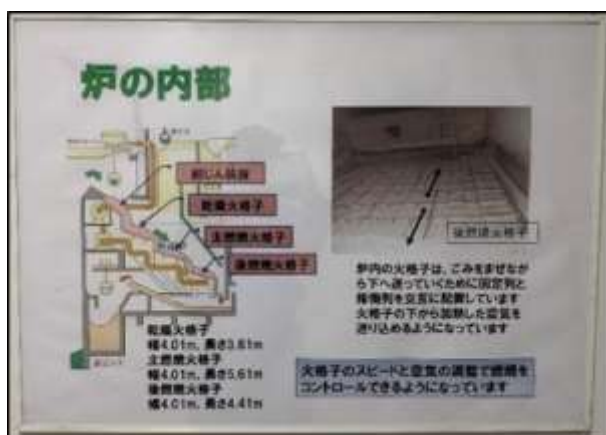 炉の内部
給じん装置
乾燥火格子
主燃焼火格子
後燃焼火格子
乾燥火格子
幅4.01m, 長さ3.61m
主燃焼火格子
幅4.01m, 長さ5.61m
後燃焼火格子
幅4.01m, 長さ4.41m
後燃焼火格子
炉内の火格子は、ごみをまぜなが
ら下へ送っていくために固定列と
稼働列を交互に配置しています
火格子の下から加熱した空気を
送り込めるようになっています
火格子のスピードと空気の調整で燃焼を
コントロールできるようになっています